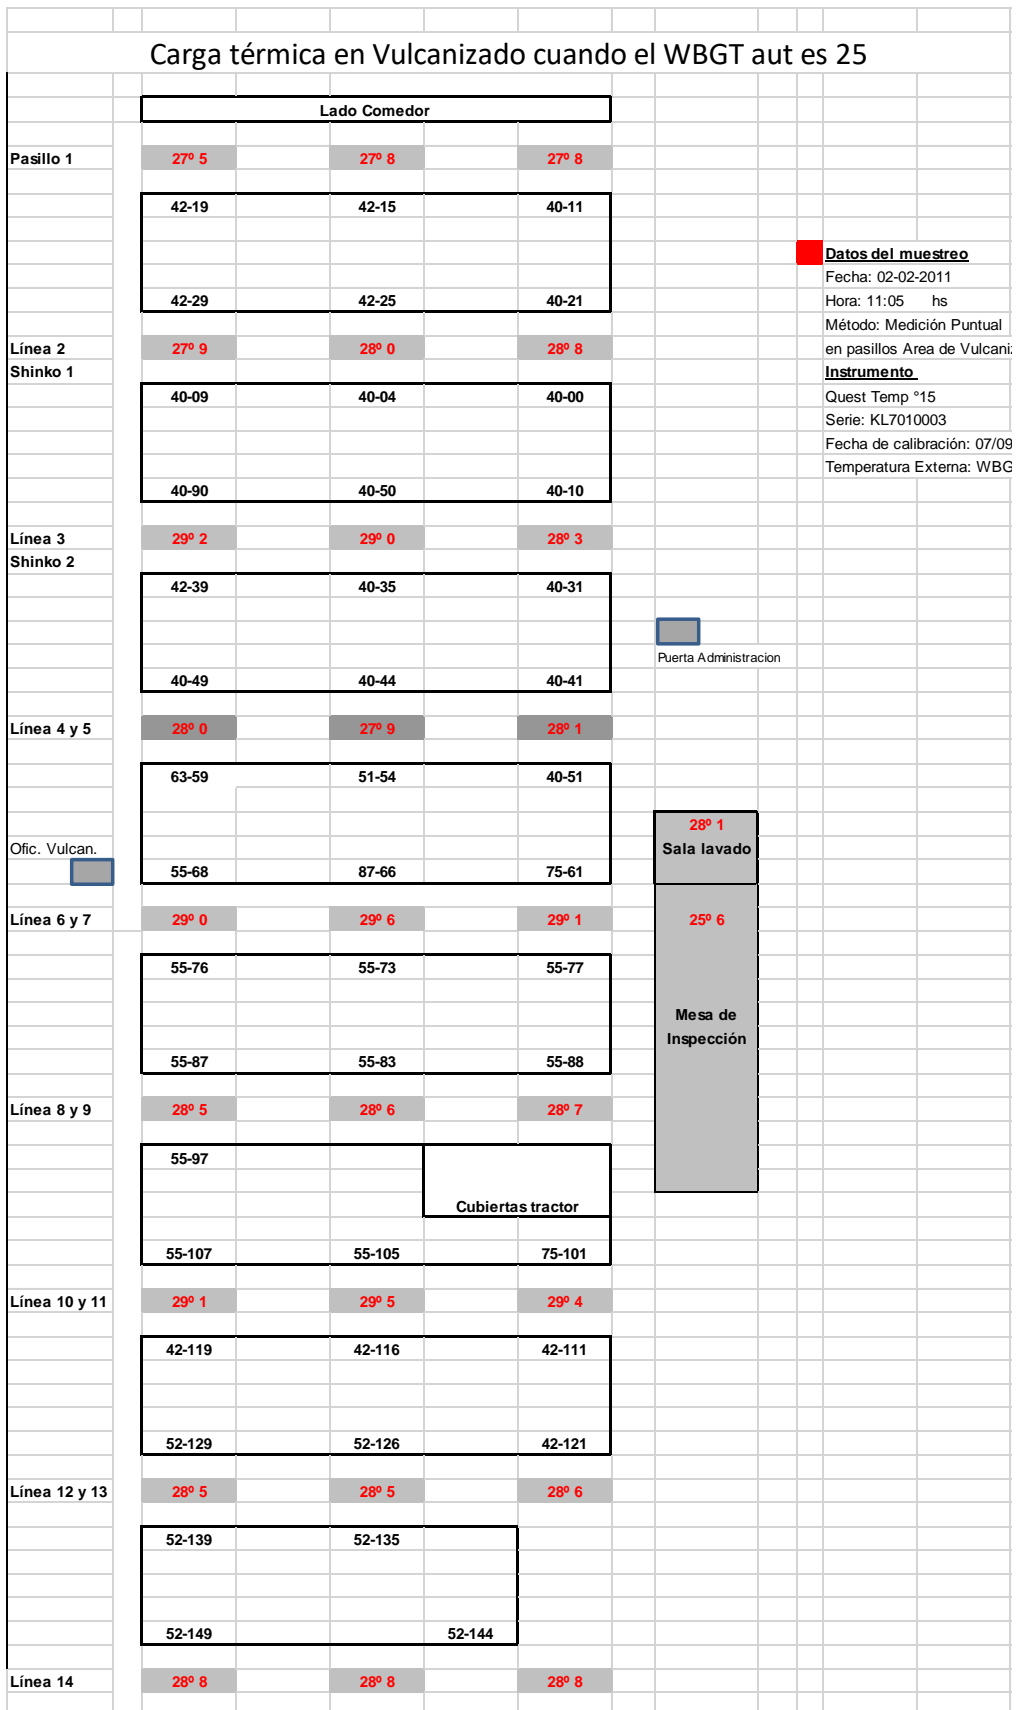 Carga térmica en Vulcanizado cuando el WBGT aut es 25
Lado Comedor
Pasillo 1 27º 5 27º 8 27º 8
42-19 42-15 40-11
Datos del muestreo
Fecha: 02-02-2011
42-29 42-25 40-21
Hora: 11:05 hs
Método: Medición Puntual
Línea 2 27º 9 28º 0 28º 8
en pasillos Area de Vulcani
Shinko 1
Instrumento
40-09 40-04 40-00
Quest Temp °15
Serie: KL7010003
Fecha de calibración: 07/09
Temperatura Externa: WBG
40-90 40-50 40-10
Línea 3 29º 2 29º 0 28º 3
Shinko 2
42-39 40-35 40-31
Puerta Administracion
40-49 40-44 40-41
Línea 4 y 5 28º 0 27º 9 28º 1
63-59 51-54 40-51
28º 1
Ofic. Vulcan.
Sala lavado
55-68 87-66 75-61
Línea 6 y 7 29º 0 29º 6 29º 1 25º 6
55-76 55-73 55-77
Mesa de
Inspección
55-87 55-83 55-88
Línea 8 y 9 28º 5 28º 6 28º 7
55-97
Cubiertas tractor
55-107 55-105 75-101
Línea 10 y 11 29º 1 29º 5 29º 4
42-119 42-116 42-111
52-129 52-126 42-121
Línea 12 y 13 28º 5 28º 5 28º 6
52-139 52-135
52-149 52-144
Línea 14 28º 8 28º 8 28º 8